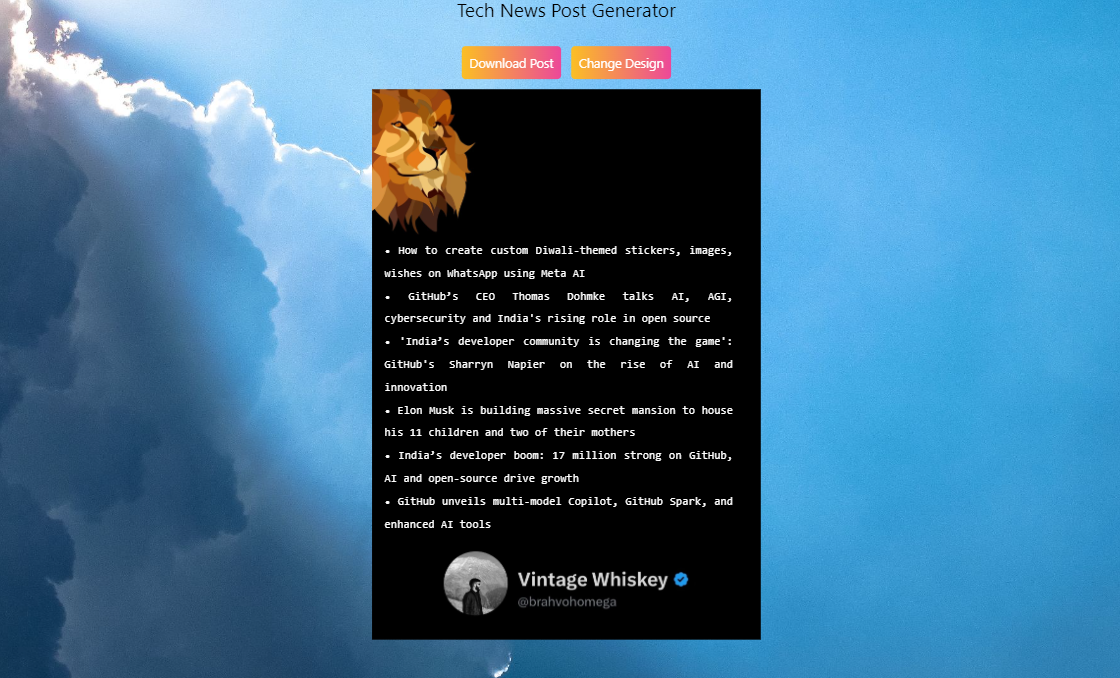 Tech News Post Generator
Download Post Change Design
• How to create custom Diwali-themed stickers, images,
wishes on WhatsApp using Meta AI
• GitHub’s CEO Thomas Dohmke talks AI, AGI,
cybersecurity and India's rising role in open source
• 'India’s developer community is changing the game':
GitHub's Sharryn Napier on the rise of AI and
innovation
• Elon Musk is building massive secret mansion to house
his 11 children and two of their mothers
• India’s developer boom: 17 million strong on GitHub,
AI and open-source drive growth
• GitHub unveils multi-model Copilot, GitHub Spark, and
enhanced AI tools
Vintage Whiskey
@brahvohomega